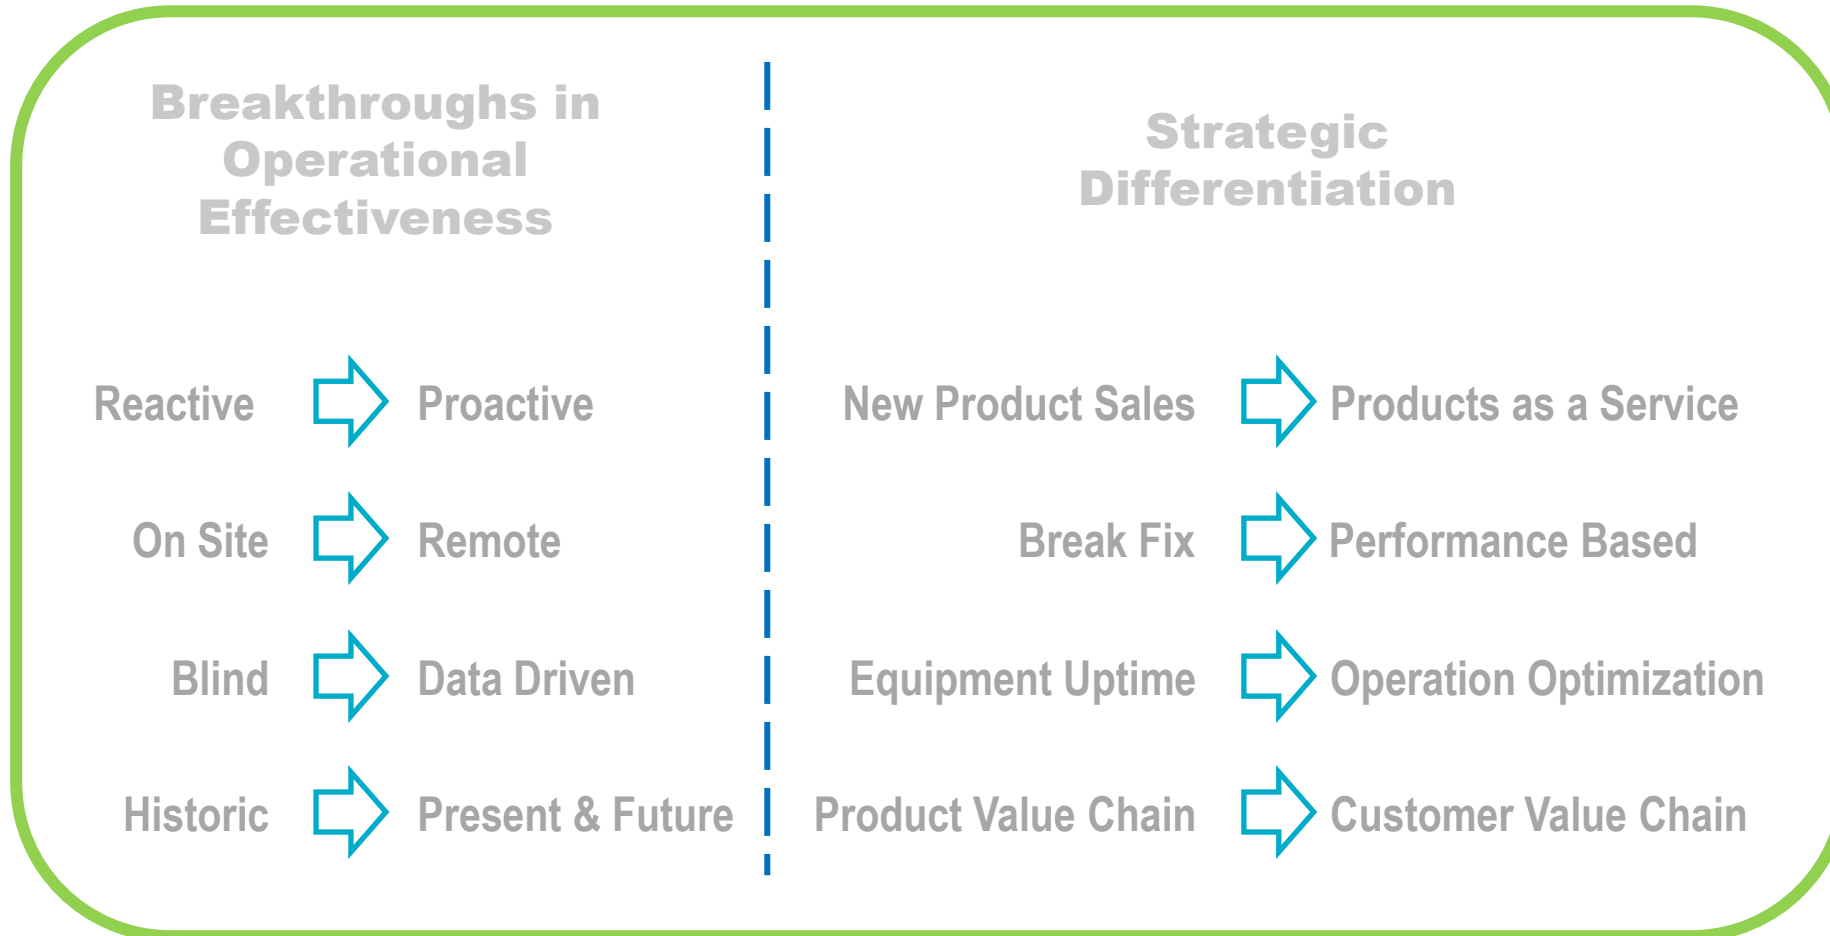 Breakthroughs in
Operational
Effectiveness
Reactive
Proactive
On Site
Remote
Blind
Data Driven
Historic
Present & Future
Strategic
Differentiation
New Product Sales
Products as a Service
Break Fix
Performance Based
Equipment Uptime
Operation Optimization
Product Value Chain
Customer Value Chain